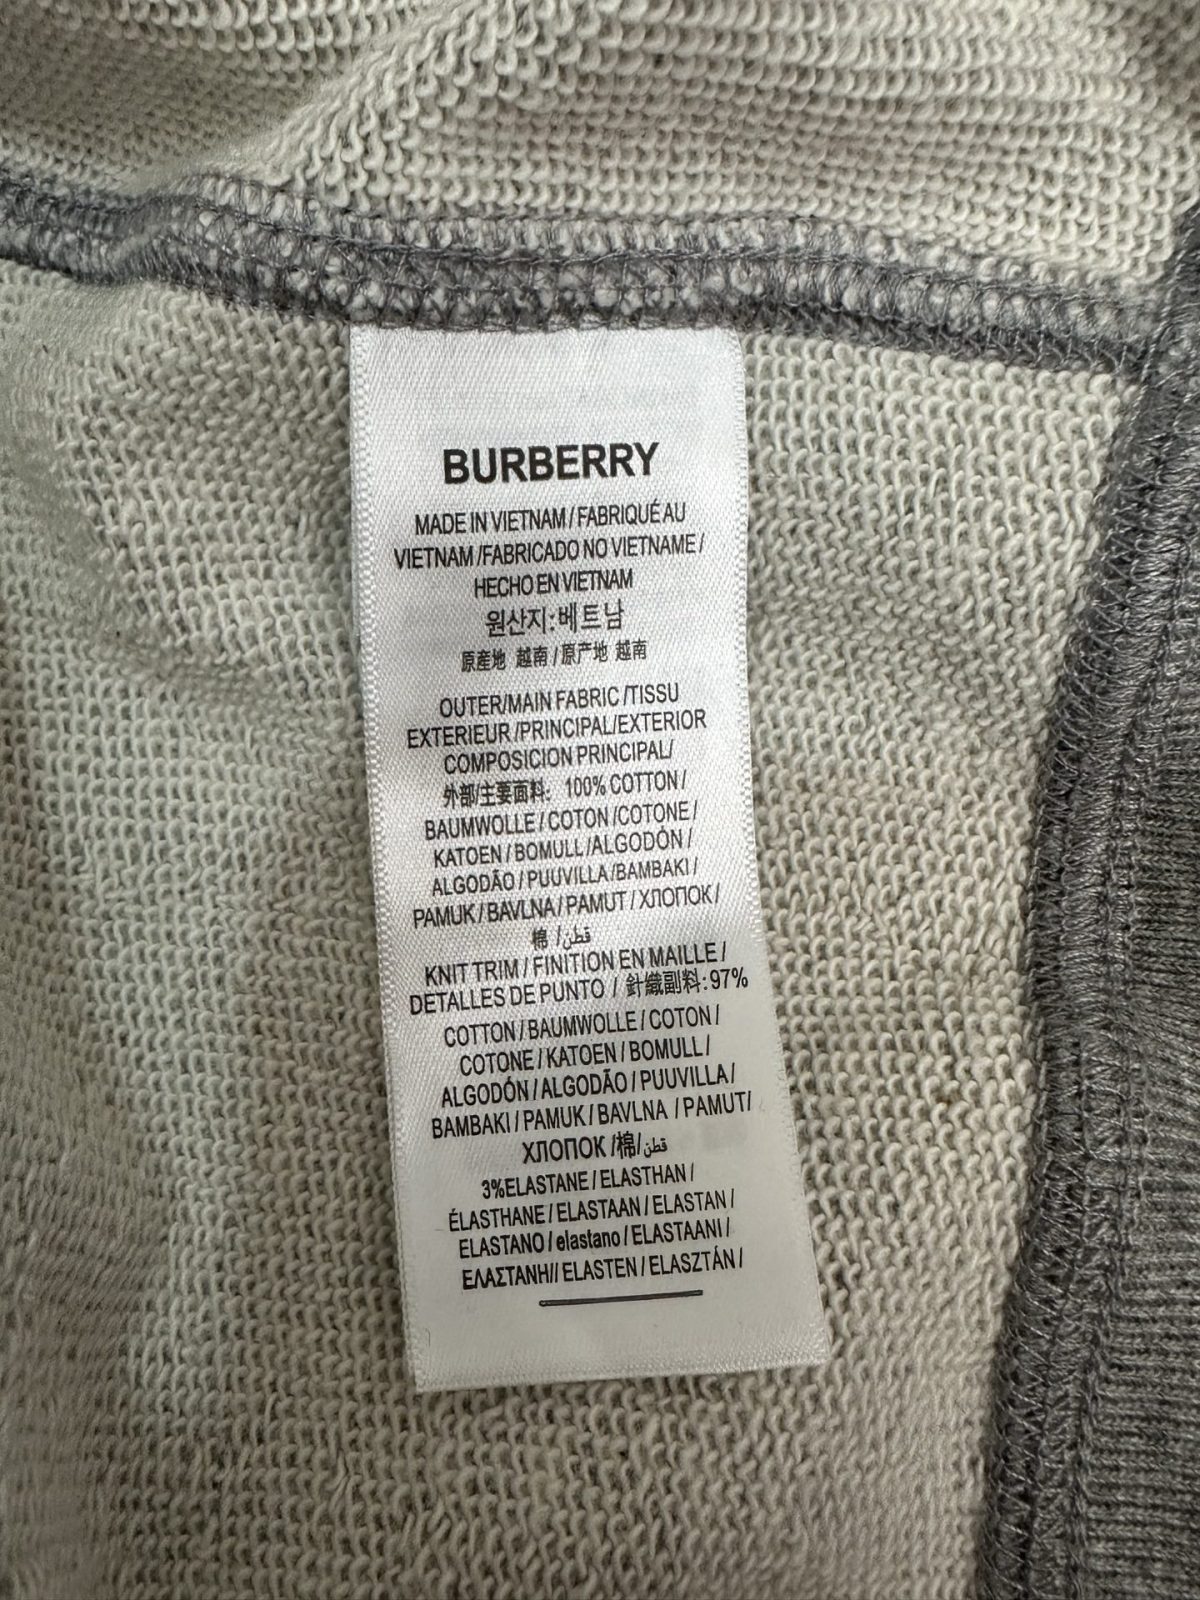 BURBERRY
MADE IN VIETNAM / FABRIQUÉ AU
VIETNAM /FABRICADO NO VIETNAME /
HECHO EN VIETNAM
원산지:베트남
原産地 越南 / 原产地 越南
OUTER/MAIN FABRIC /TISSU
EXTERIEUR /PRINCIPAL/EXTERIOR
COMPOSICION PRINCIPAL/
外部/主要面料: 100% COTTON /
BAUMWOLLE / COTON /COTONE /
KATOEN / BOMULL /ALGODÓN /
ALGODÃO / PUUVILLA /BAMBAKI /
PAMUK / BAVLNA / PAMUT / ХЛОПОК /
棉 /قطن
KNIT TRIM / FINITION EN MAILLE /
DETALLES DE PUNTO / 針織副料: 97%
COTTON / BAUMWOLLE / COTON /
COTONE / KATOEN / BOMULL /
ALGODÓN / ALGODÃO / PUUVILLA /
BAMBAKI / PAMUK / BAVLNA / PAMUT/
ХЛОПОК /棉/قطن
3%ELASTANE / ELASTHAN /
ÉLASTHANE / ELASTAAN / ELASTAN /
ELASTANO / elastano / ELASTAANI /
ΕΛΑΣΤΑΝΗ// ELASTEN / ELASZTÁN /